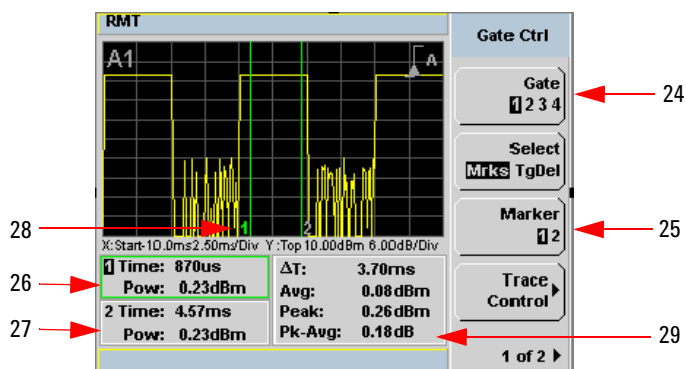 RMT
Gate Ctrl
A1
A
Gate
1 2 3 4
24
Select
Mrks TgDel
Marker
1 2
25
28
1
2
X:Start-10.0ms 2.50ms/Div Y:Top 10.00dBm 6.00dB/Div
26
1 Time: 870us
Pow: 0.23dBm
27
2 Time: 4.57ms
Pow: 0.23dBm
ΔT: 3.70ms
Avg: 0.08dBm
Peak: 0.26dBm
Pk-Avg: 0.18dB
29
Trace
Control
1 of 2